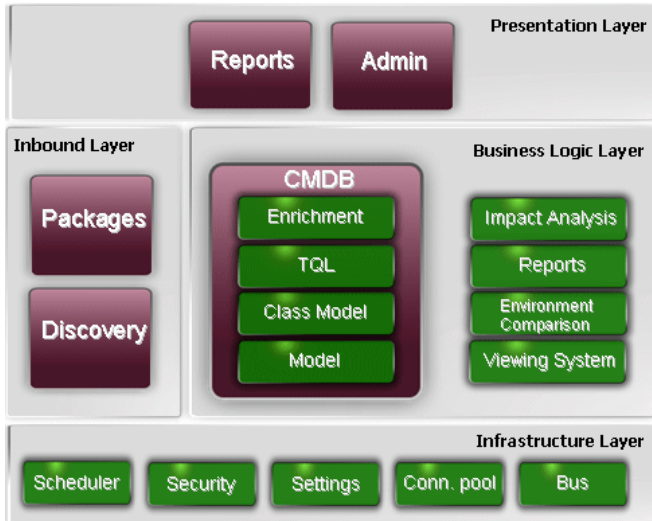 Presentation Layer
Reports
Admin
Inbound Layer
Packages
Discovery
Business Logic Layer
CMDB
Enrichment
TQL
Class Model
Model
Impact Analysis
Reports
Environment
Comparison
Viewing System
Infrastructure Layer
Scheduler
Security
Settings
Conn. pool
Bus